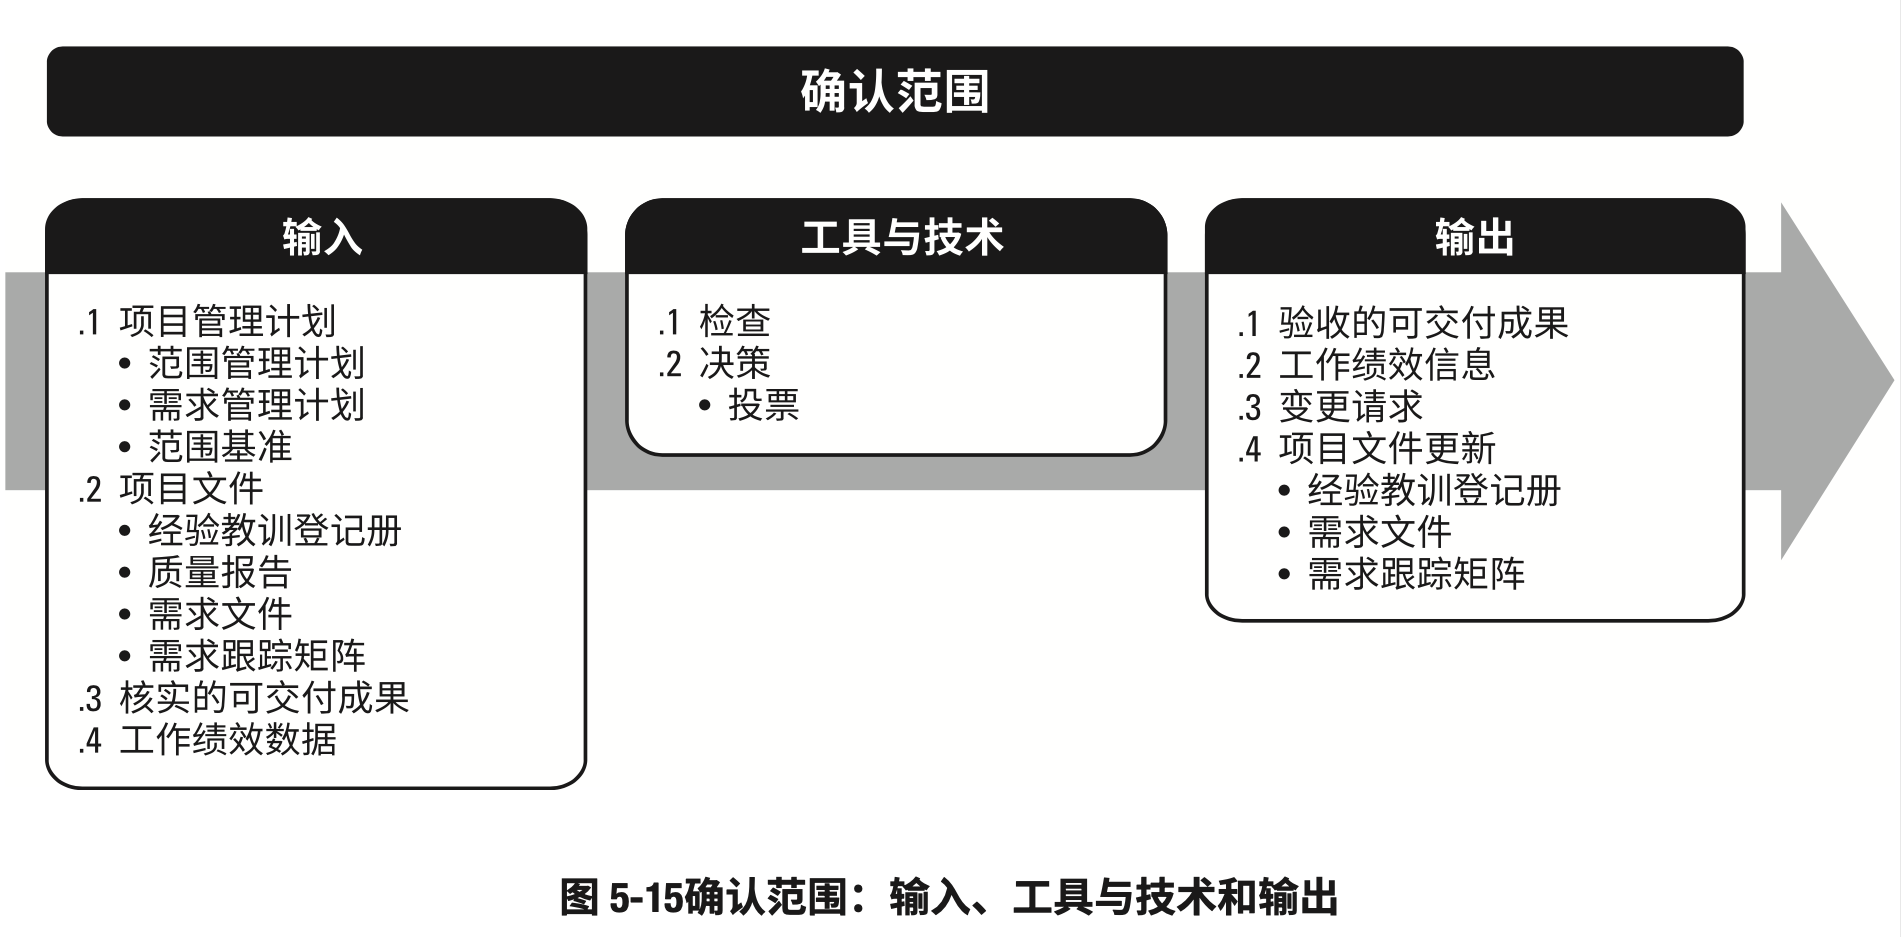 确认范围
输入
.1 项目管理计划
• 范围管理计划
• 需求管理计划
• 范围基准
.2 项目文件
• 经验教训登记册
• 质量报告
• 需求文件
• 需求跟踪矩阵
.3 核实的可交付成果
.4 工作绩效数据
工具与技术
.1 检查
.2 决策
• 投票
输出
.1 验收的可交付成果
.2 工作绩效信息
.3 变更请求
.4 项目文件更新
• 经验教训登记册
• 需求文件
• 需求跟踪矩阵
图 5-15确认范围：输入、工具与技术和输出